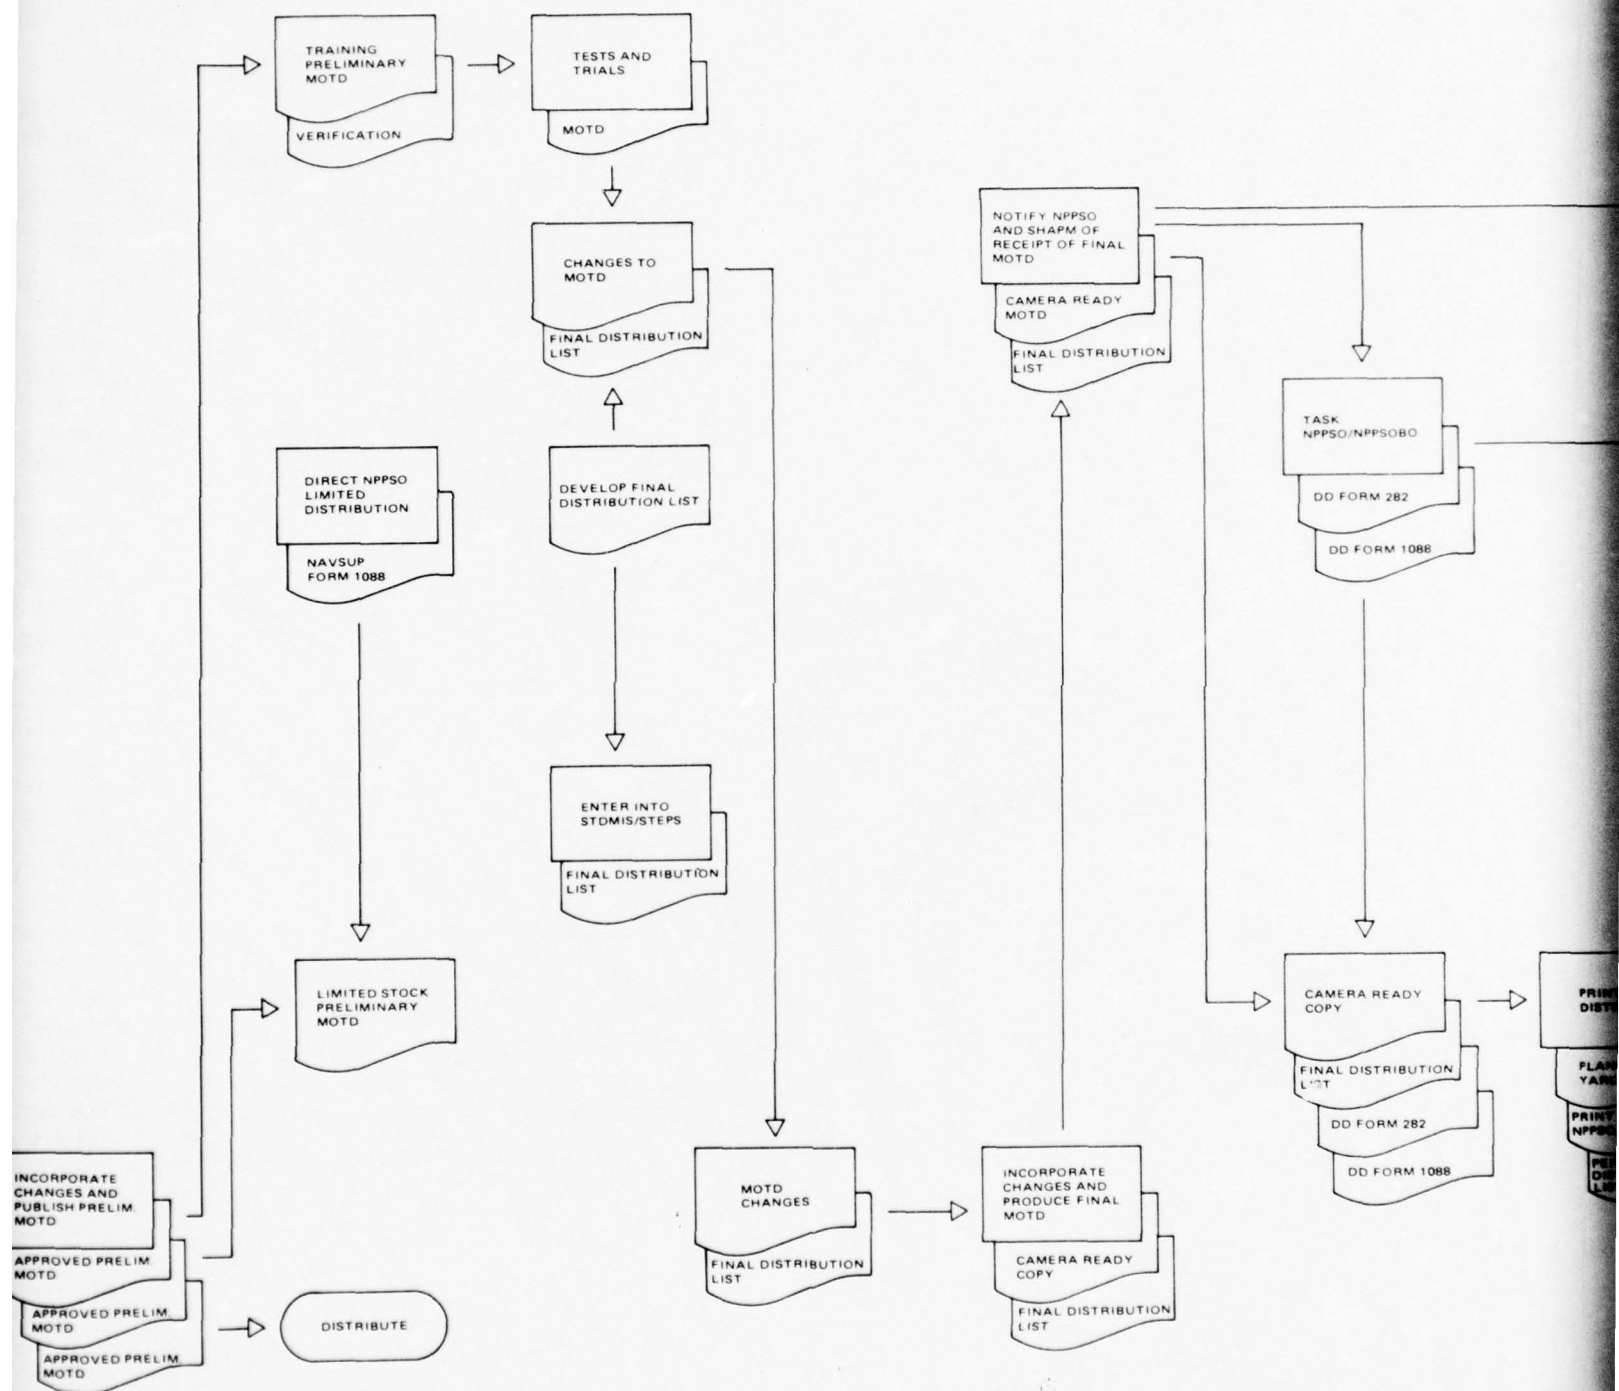 TRAINING
PRELIMINARY
MOTD
VERIFICATION
TESTS AND
TRIALS
MOTD
CHANGES TO
MOTD
FINAL DISTRIBUTION
LIST
NOTIFY NPPSO
AND SHAPM OF
RECEIPT OF FINAL
MOTD
CAMERA READY
MOTD
FINAL DISTRIBUTION
LIST
TASK
NPPSO/NPPSOBO
DD FORM 282
DD FORM 1088
DIRECT NPPSO
LIMITED
DISTRIBUTION
NAVSUP
FORM 1088
DEVELOP FINAL
DISTRIBUTION LIST
ENTER INTO
STDMIS/STEPS
FINAL DISTRIBUTION
LIST
LIMITED STOCK
PRELIMINARY
MOTD
CAMERA READY
COPY
FINAL DISTRIBUTION
LIST
DD FORM 282
DD FORM 1088
INCORPORATE
CHANGES AND
PUBLISH PRELIM.
MOTD
APPROVED PRELIM.
MOTD
APPROVED PRELIM.
MOTD
APPROVED PRELIM.
MOTD
DISTRIBUTE
MOTD
CHANGES
FINAL DISTRIBUTION
LIST
INCORPORATE
CHANGES AND
PRODUCE FINAL
MOTD
CAMERA READY
COPY
FINAL DISTRIBUTION
LIST